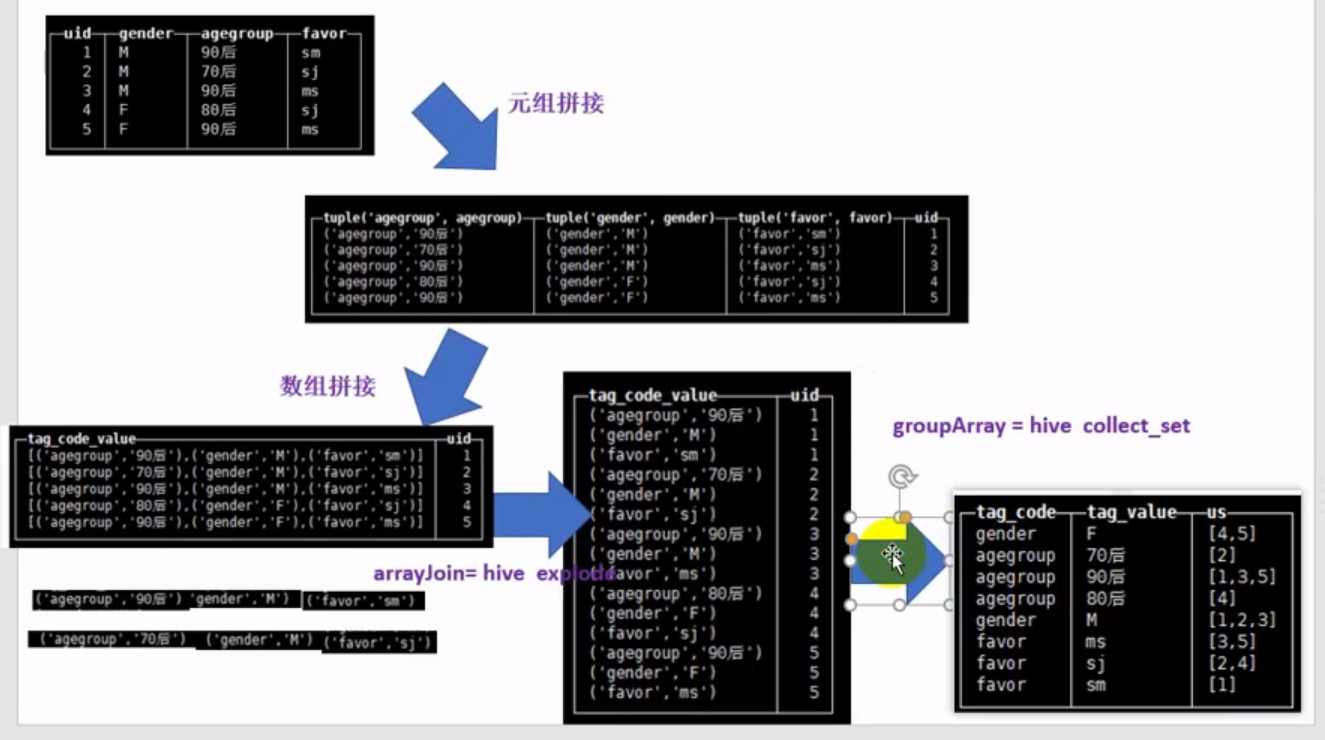 uid gender agegroup favor
1 M 90后 sm
2 M 70后 sj
3 M 90后 ms
4 F 80后 sj
5 F 90后 ms
元组拼接
tuple('agegroup', agegroup) tuple('gender', gender) tuple('favor', favor) uid
('agegroup','90后') ('gender','M') ('favor','sm') 1
('agegroup','70后') ('gender','M') ('favor','sj') 2
('agegroup','90后') ('gender','M') ('favor','ms') 3
('agegroup','80后') ('gender','F') ('favor','sj') 4
('agegroup','90后') ('gender','F') ('favor','ms') 5
数组拼接
tag_code_value uid
[('agegroup','90后'),('gender','M'),('favor','sm')] 1
[('agegroup','70后'),('gender','M'),('favor','sj')] 2
[('agegroup','90后'),('gender','M'),('favor','ms')] 3
[('agegroup','80后'),('gender','F'),('favor','sj')] 4
[('agegroup','90后'),('gender','F'),('favor','ms')] 5
arrayJoin= hive explode
('agegroup','90后') 'gender','M') ('favor','sm')
('agegroup','70后') ('gender','M') ('favor','sj')
tag_code_value uid
('agegroup','90后') 1
('gender','M') 1
('favor','sm') 1
('agegroup','70后') 2
('gender','M') 2
('favor','sj') 2
('agegroup','90后') 3
('gender','M') 3
favor','ms') 3
('agegroup','80后') 4
('gender','F') 4
('favor','sj') 4
('agegroup','90后') 5
('gender','F') 5
('favor','ms') 5
groupArray = hive collect_set
tag_code tag_value us
gender F [4,5]
agegroup 70后 [2]
agegroup 90后 [1,3,5]
agegroup 80后 [4]
gender M [1,2,3]
favor ms [3,5]
favor sj [2,4]
favor sm [1]